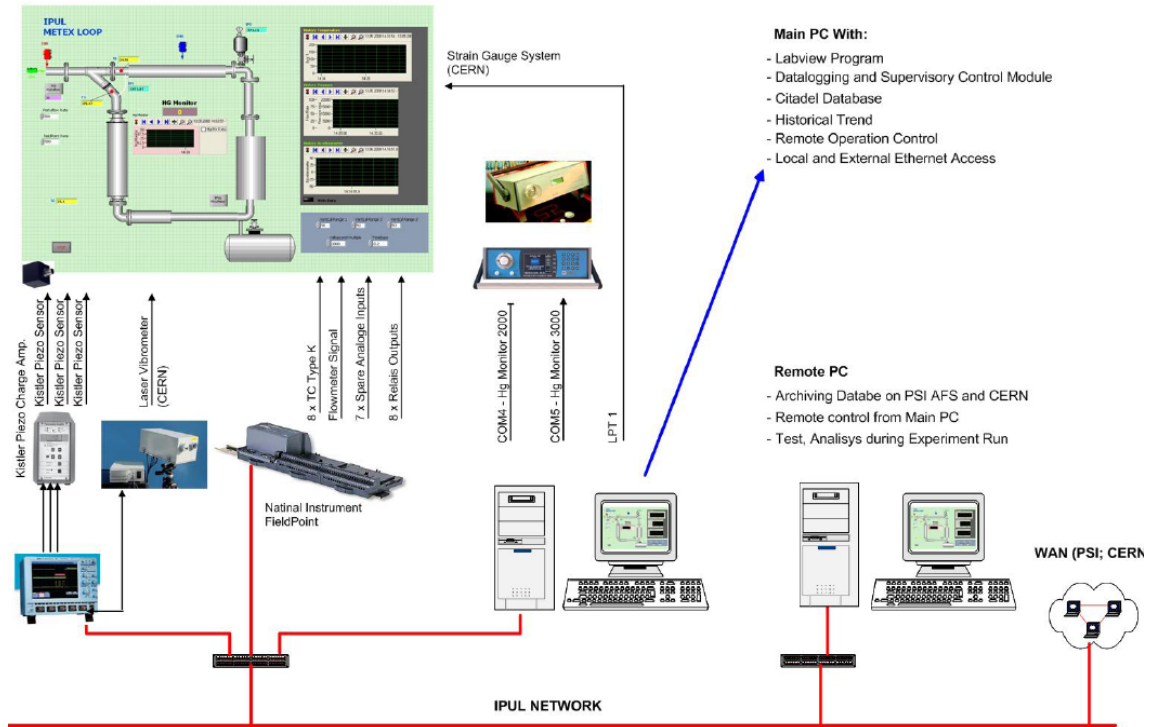 IPUL
METEX LOOP
HG Monitor
Strain Gauge System
(CERN)
Main PC With:
- Labview Program
- Datalogging and Supervisory Control Module
- Citadel Database
- Historical Trend
- Remote Operation Control
- Local and External Ethernet Access
Kistler Piezo Charge Amp.
Kistler Piezo Sensor
Kistler Piezo Sensor
Kistler Piezo Sensor
Laser Vibrometer
(CERN)
8 x TC Type K
Flowmeter Signal
7 x Spare Analoge Inputs
8 x Relais Outputs
COM4 - Hg Monitor 2000
COM5 - Hg Monitor 3000
LPT 1
Remote PC
- Archiving Databe on PSI AFS and CERN
- Remote control from Main PC
- Test, Analisys during Experiment Run
Natinal Instrument
FieldPoint
WAN (PSI; CERN
IPUL NETWORK